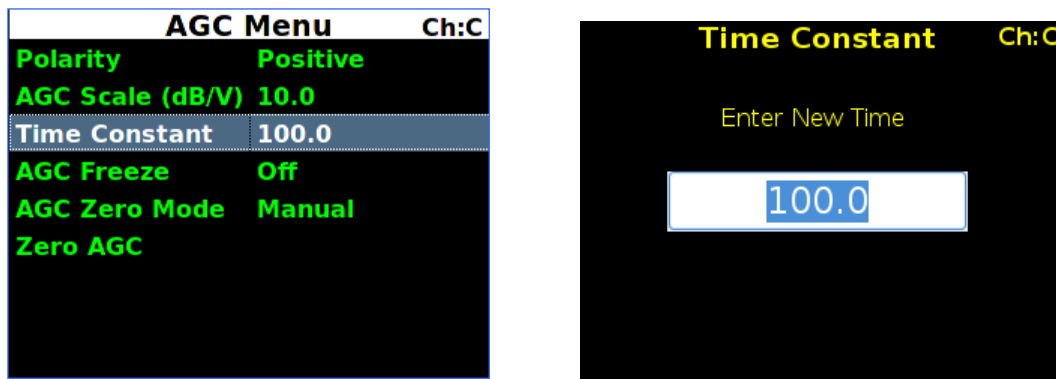 AGC Menu Ch:C
Polarity Positive
AGC Scale (dB/V) 10.0
Time Constant 100.0
AGC Freeze Off
AGC Zero Mode Manual
Zero AGC
Time Constant Ch:C
Enter New Time
100.0